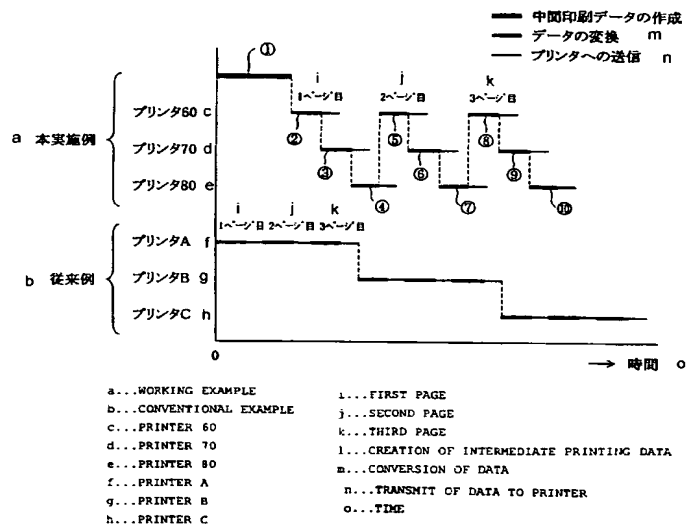 中間印刷データの作成
データの変換 m
プリンタへの送信 n
①
i j k
1ページ目 2ページ目 3ページ目
a 本実施例
プリンタ60 c
② ⑤ ⑧
プリンタ70 d
③ ⑥ ⑨
プリンタ80 e
④ ⑦ ⑩
i j k
1ページ目 2ページ目 3ページ目
b 従来例
プリンタA f
プリンタB g
プリンタC h
0
→ 時間 o
a...WORKING EXAMPLE
b...CONVENTIONAL EXAMPLE
c...PRINTER 60
d...PRINTER 70
e...PRINTER 80
f...PRINTER A
g...PRINTER B
h...PRINTER C
i...FIRST PAGE
j...SECOND PAGE
k...THIRD PAGE
l...CREATION OF INTERMEDIATE PRINTING DATA
m...CONVERSION OF DATA
n...TRANSMIT OF DATA TO PRINTER
o...TIME